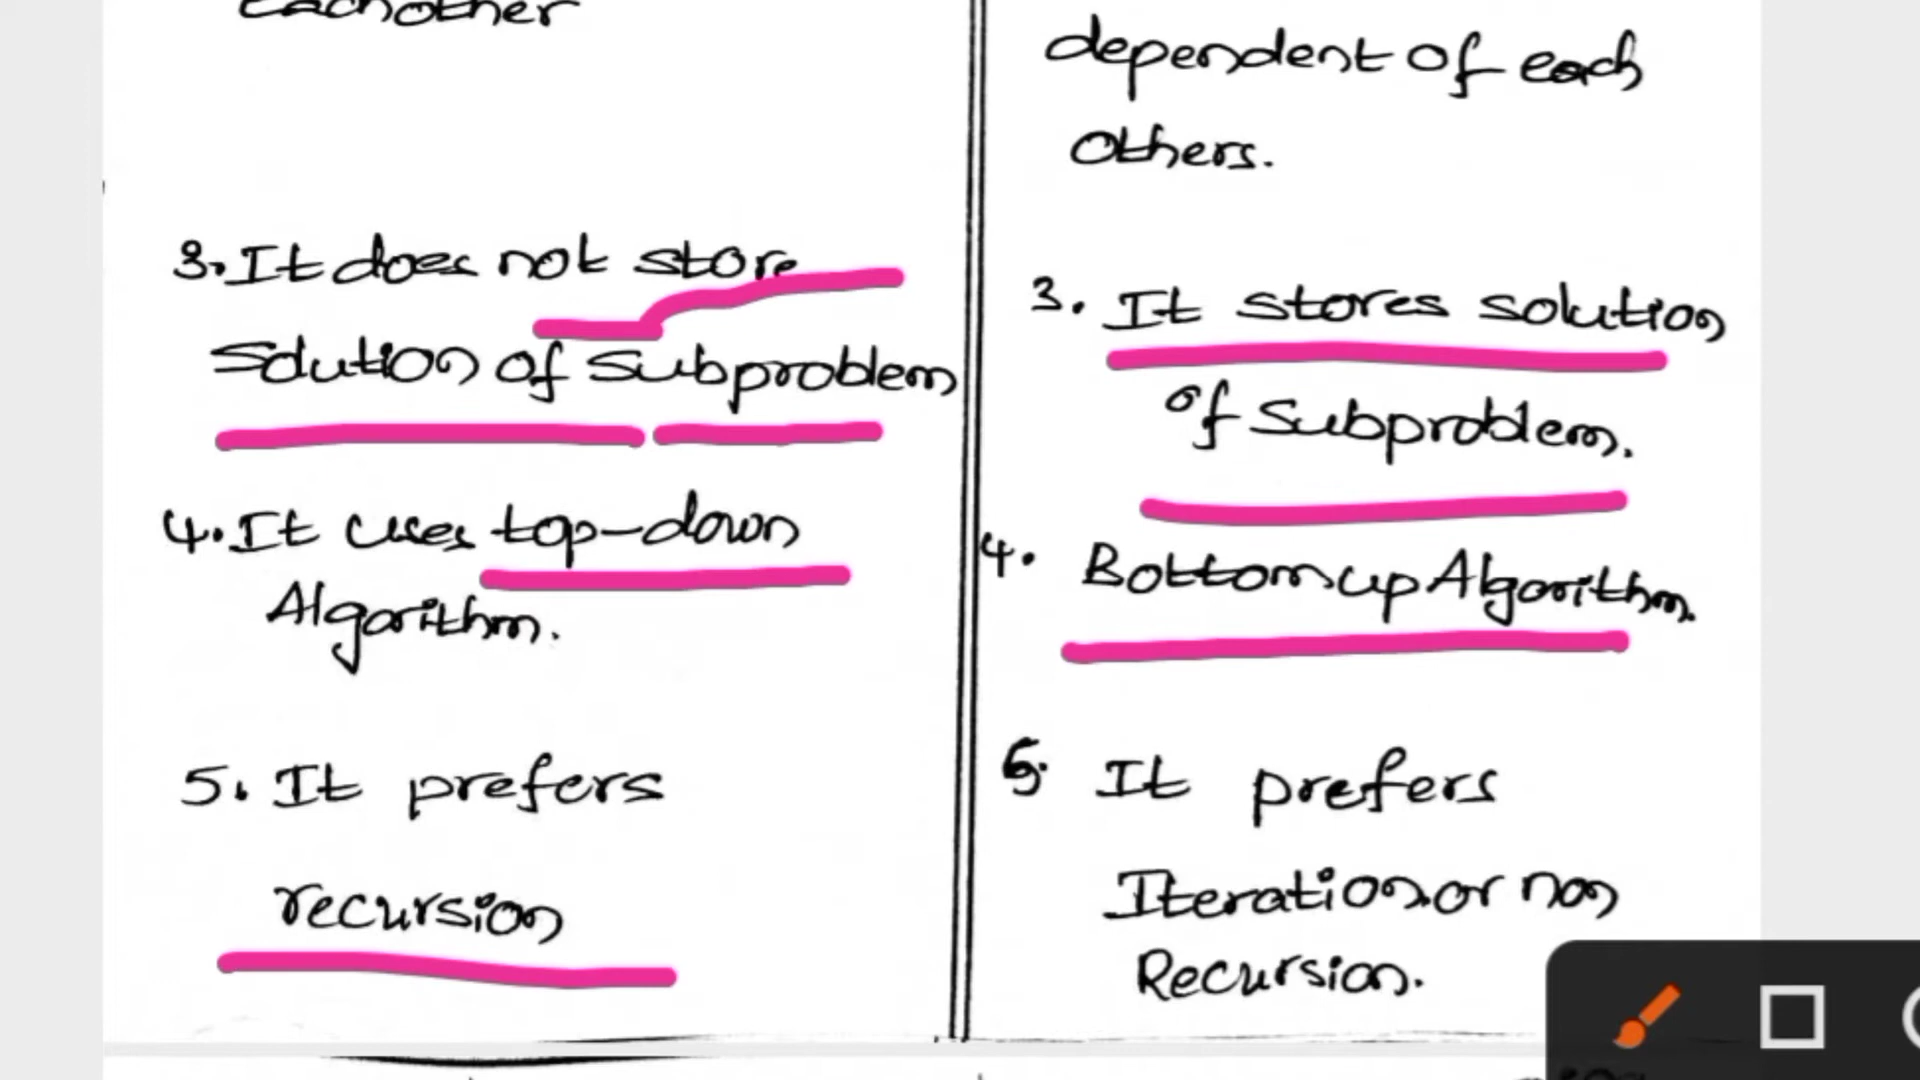 eachother
3. It does not store
Solution of Subproblem
4. It uses top-down
Algorithm.
5. It prefers
recursion
dependent of each
others.
3. It stores solution
of Subproblem.
4. Bottom up Algorithm.
5. It prefers
Iteration or non
Recursion.